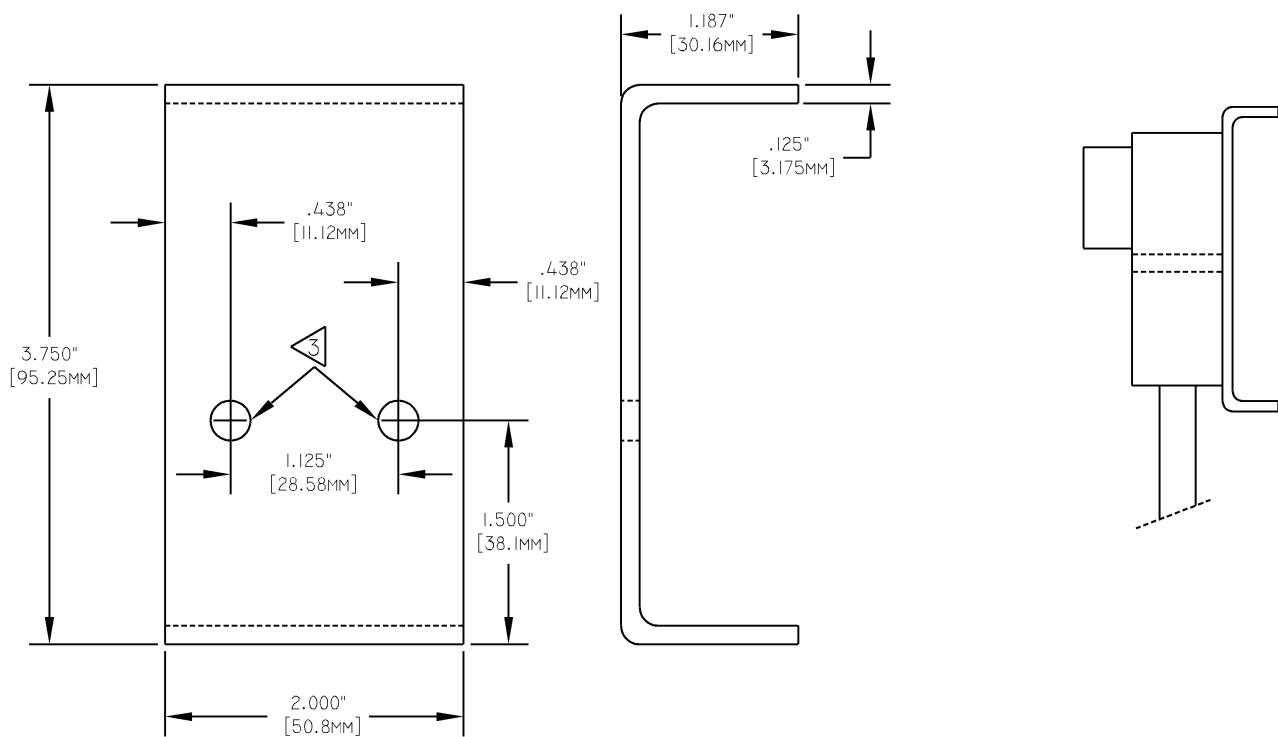 1.187"
[30.16MM]
.125"
[3.175MM]
.438"
[11.12MM]
.438"
[11.12MM]
3
3.750"
[95.25MM]
1.125"
[28.58MM]
1.500"
[38.1MM]
2.000"
[50.8MM]